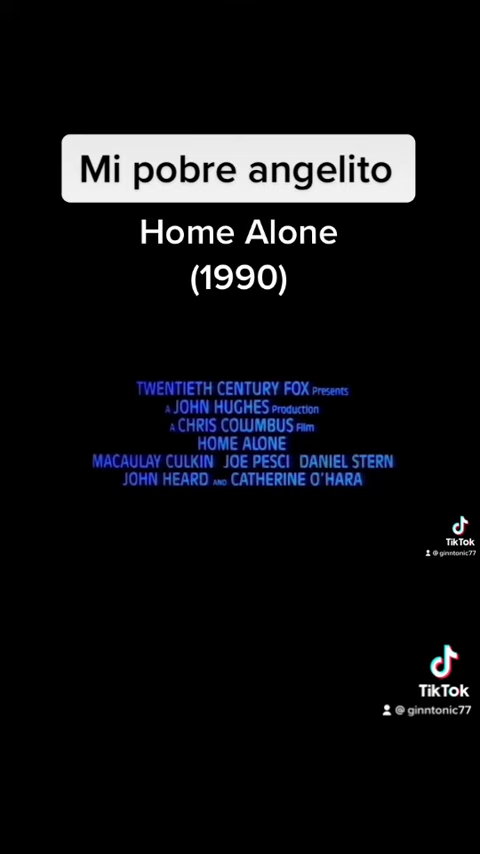 Mi pobre angelito
Home Alone
(1990)
TWENTIETH CENTURY FOX Presents
A JOHN HUGHES Production
A CHRIS COLUMBUS Film
HOME ALONE
MACAULAY CULKIN JOE PESCI DANIEL STERN
JOHN HEARD AND CATHERINE O'HARA
TikTok
@ginntonic77
TikTok
@ginntonic77